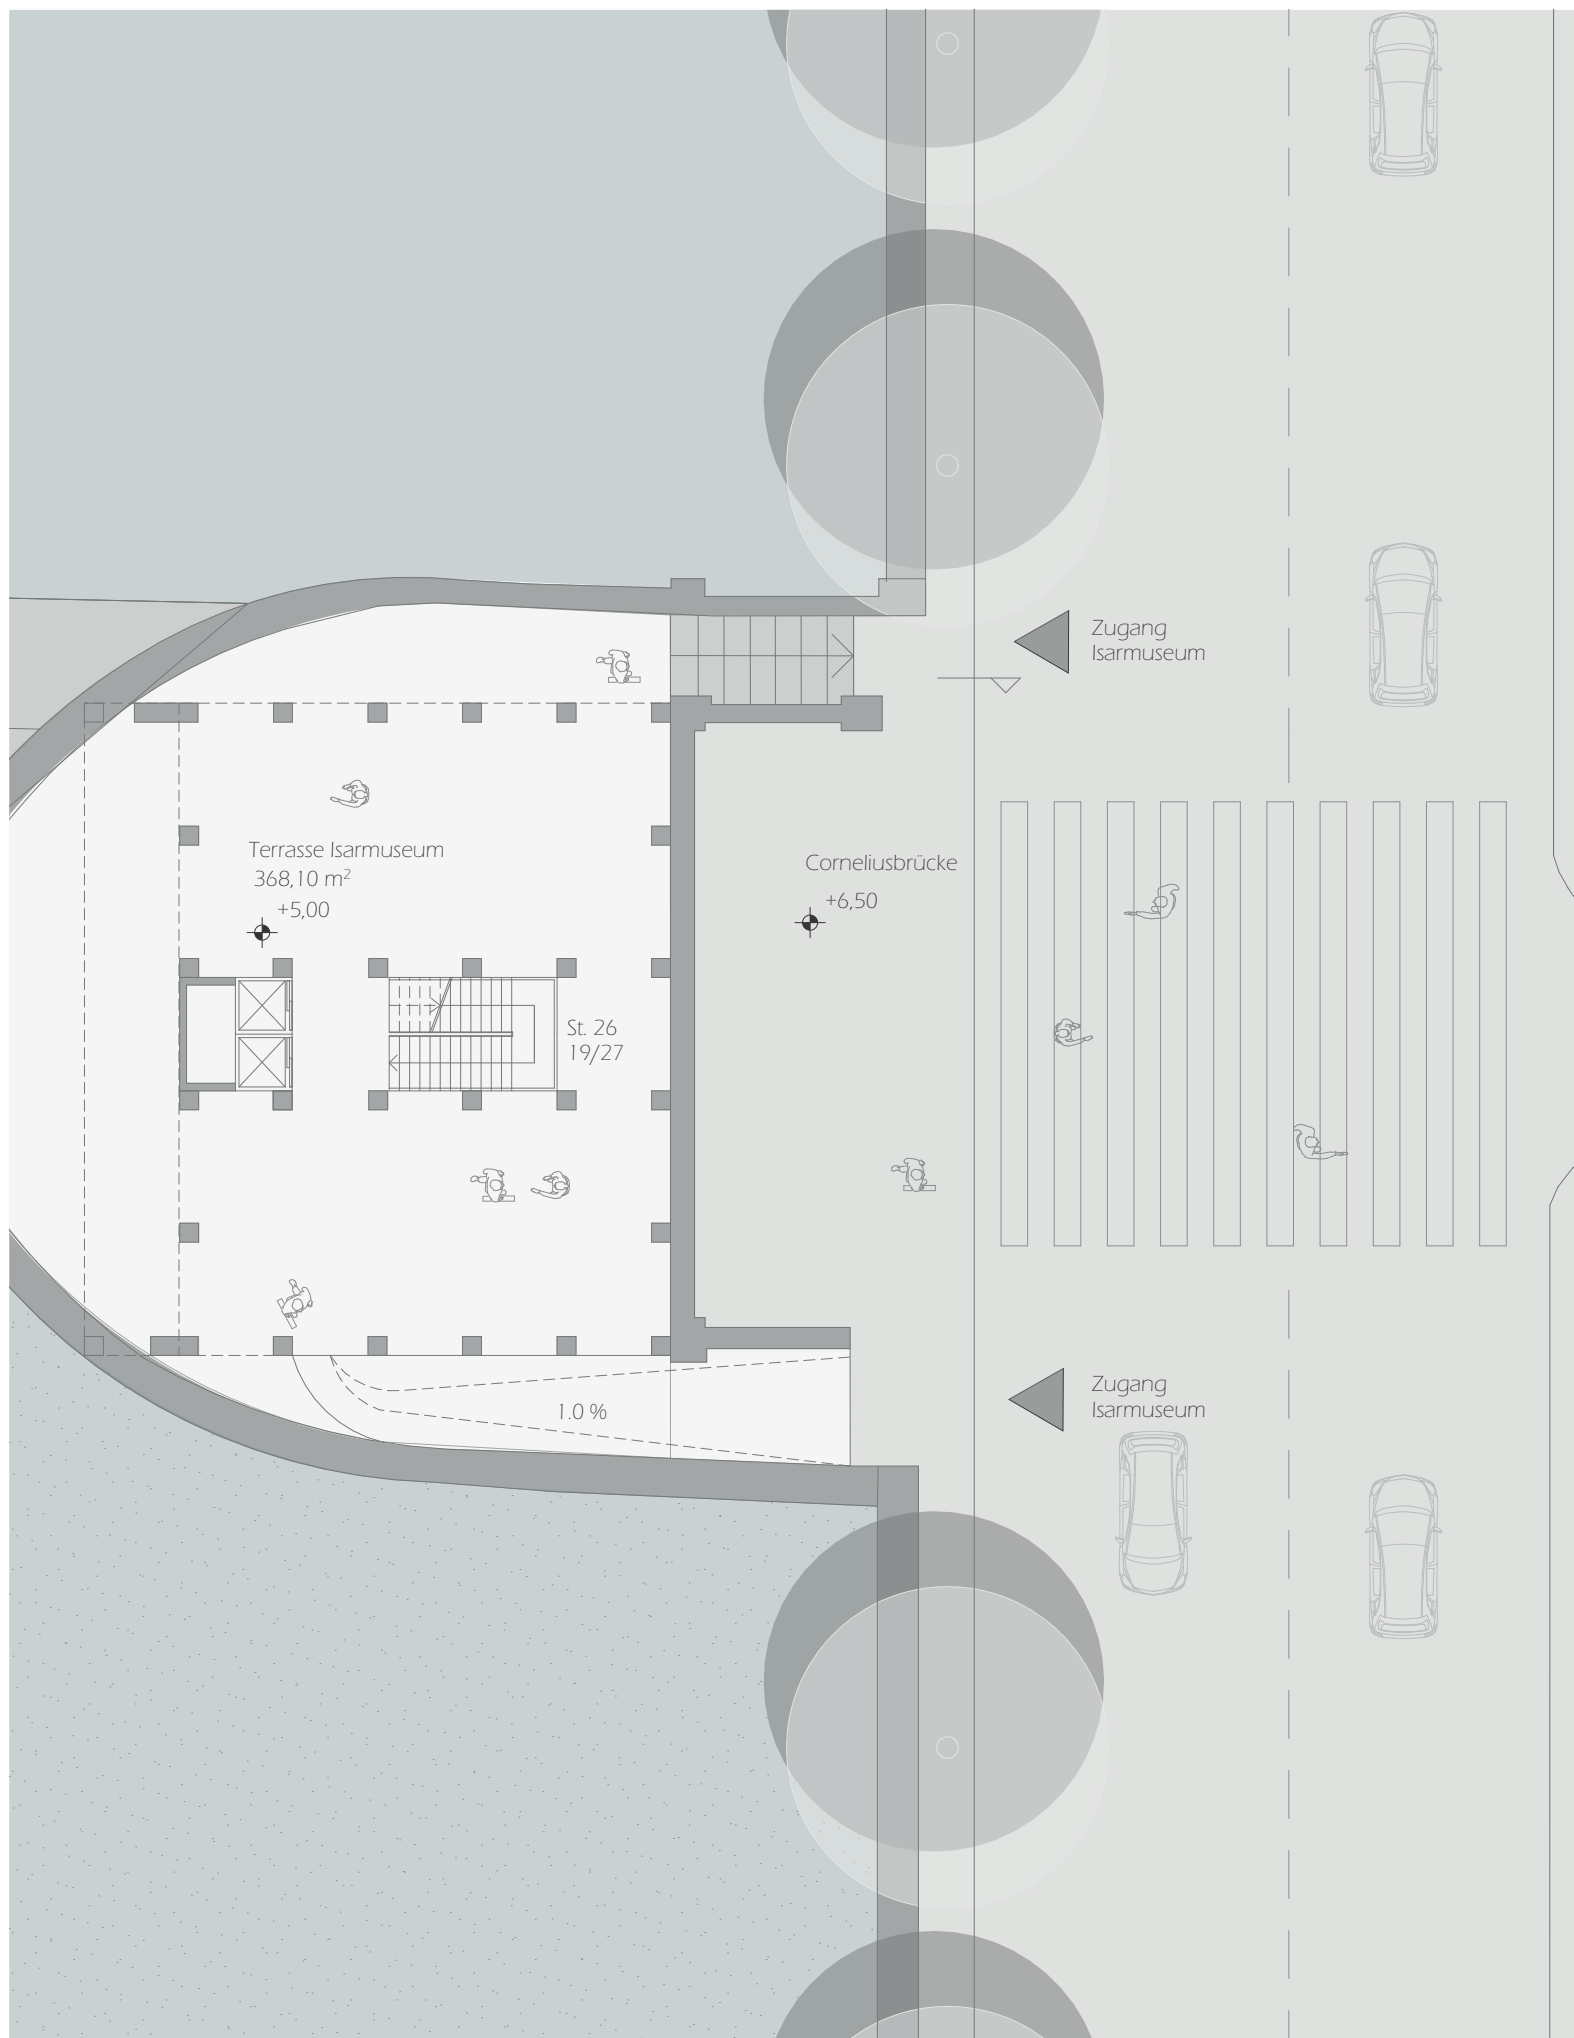 Zugang
Isarmuseum
Terrasse Isarmuseum
368,10 m²
+5,00
Corneliusbrücke
+6,50
St. 26
19/27
Zugang
Isarmuseum
1.0 %